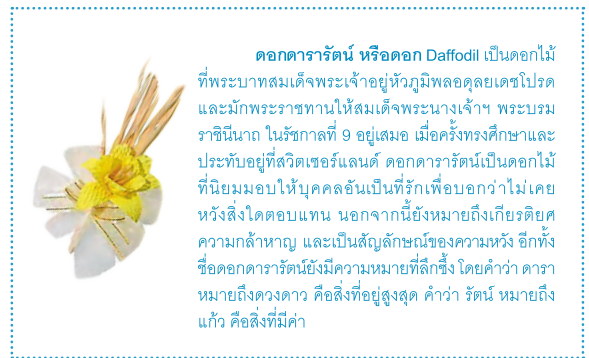 ดอกดารารัตน์ หรือดอก Daffodil เป็นดอกไม้
ที่พระบาทสมเด็จพระเจ้าอยู่หัวภูมิพลอดุลยเดชโปรด
และมักพระราชทานให้สมเด็จพระนางเจ้าฯ พระบรม
ราชินีนาถ ในรัชกาลที่ 9 อยู่เสมอ เมื่อครั้งทรงศึกษาและ
ประทับอยู่ที่สวิตเซอร์แลนด์ ดอกดารารัตน์เป็นดอกไม้
ที่นิยมมอบให้บุคคลอันเป็นที่รักเพื่อบอกว่าไม่เคย
หวังสิ่งใดตอบแทน นอกจากนี้ยังหมายถึงเกียรติยศ
ความกล้าหาญ และเป็นสัญลักษณ์ของความหวัง อีกทั้ง
ชื่อดอกดารารัตน์ยังมีความหมายที่ลึกซึ้ง โดยคำว่า ดารา
หมายถึงดวงดาว คือสิ่งที่อยู่สูงสุด คำว่า รัตน์ หมายถึง
แก้ว คือสิ่งที่มีค่า